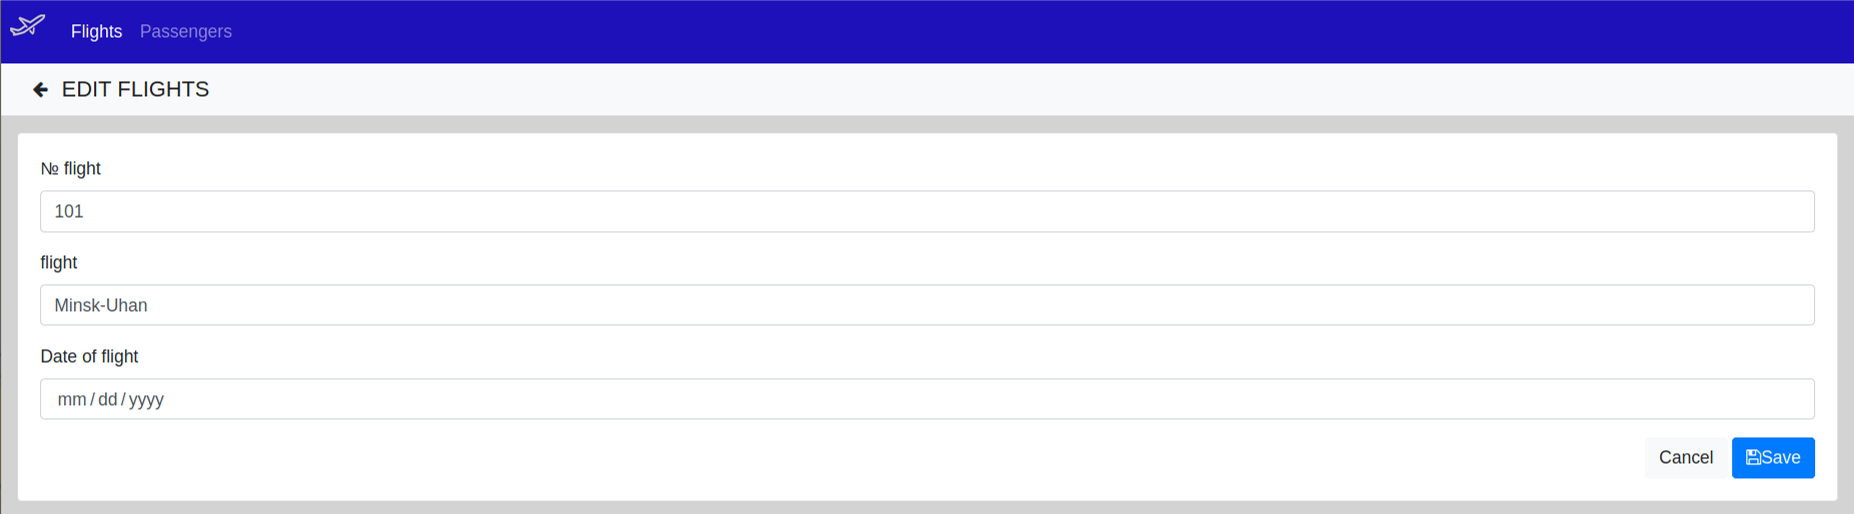 Flights Passengers
EDIT FLIGHTS
№ flight
101
flight
Minsk-Uhan
Date of flight
mm/dd/yyyy
Cancel Save